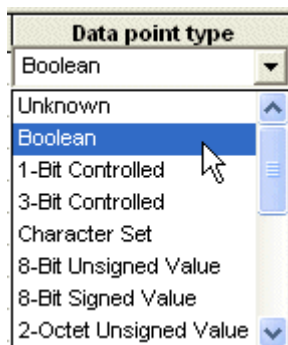 Data point type
Boolean
Unknown
Boolean
1-Bit Controlled
3-Bit Controlled
Character Set
8-Bit Unsigned Value
8-Bit Signed Value
2-Octet Unsigned Value